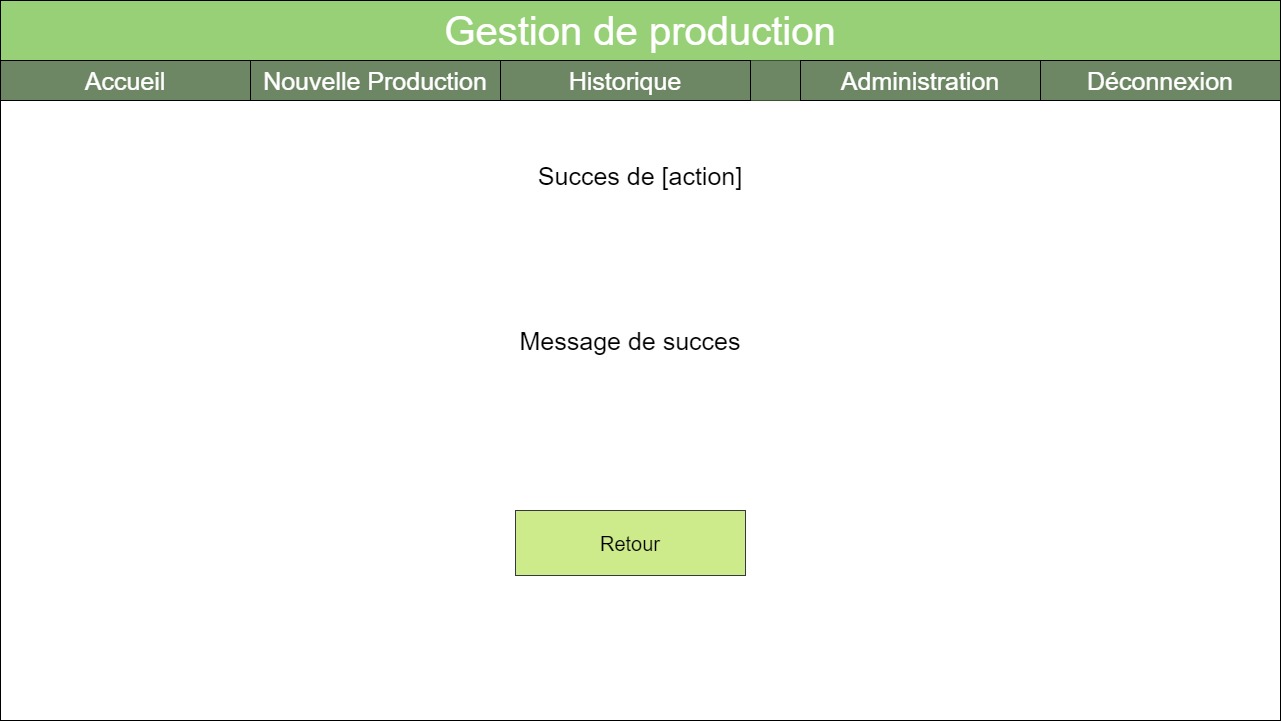 Gestion de production
Accueil Nouvelle Production Historique Administration Déconnexion
Succes de [action]
Message de succes
Retour